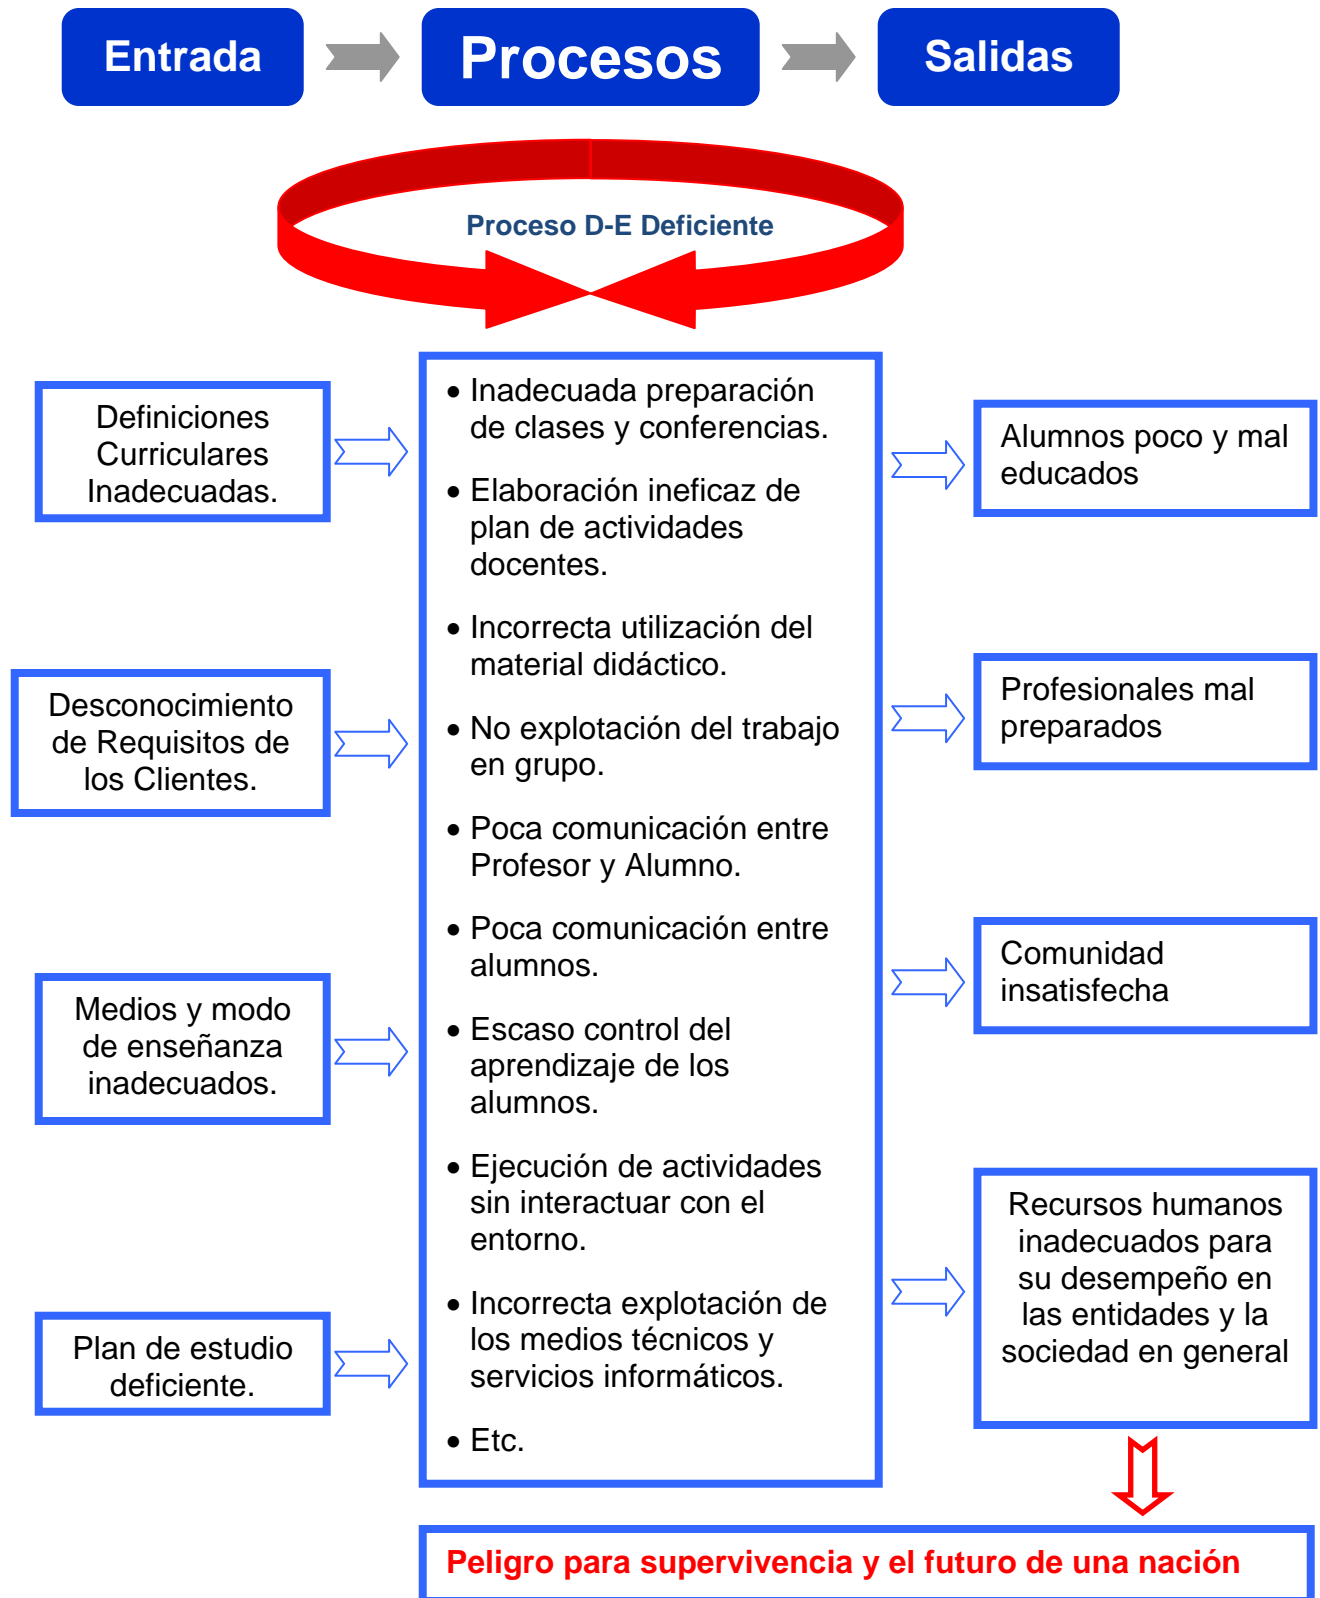 Entrada
Procesos
Salidas
Proceso D-E Deficiente
Definiciones
Curriculares
Inadecuadas.
Desconocimiento
de Requisitos de
los Clientes.
Medios y modo
de enseñanza
inadecuados.
Plan de estudio
deficiente.
• Inadecuada preparación
de clases y conferencias.
• Elaboración ineficaz de
plan de actividades
docentes.
• Incorrecta utilización del
material didáctico.
• No explotación del trabajo
en grupo.
• Poca comunicación entre
Profesor y Alumno.
• Poca comunicación entre
alumnos.
• Escaso control del
aprendizaje de los
alumnos.
• Ejecución de actividades
sin interactuar con el
entorno.
• Incorrecta explotación de
los medios técnicos y
servicios informáticos.
• Etc.
Alumnos poco y mal
educados
Profesionales mal
preparados
Comunidad
insatisfecha
Recursos humanos
inadecuados para
su desempeño en
las entidades y la
sociedad en general
Peligro para supervivencia y el futuro de una nación